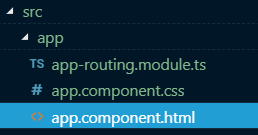 src
app
TS app-routing.module.ts
# app.component.css
<> app.component.html